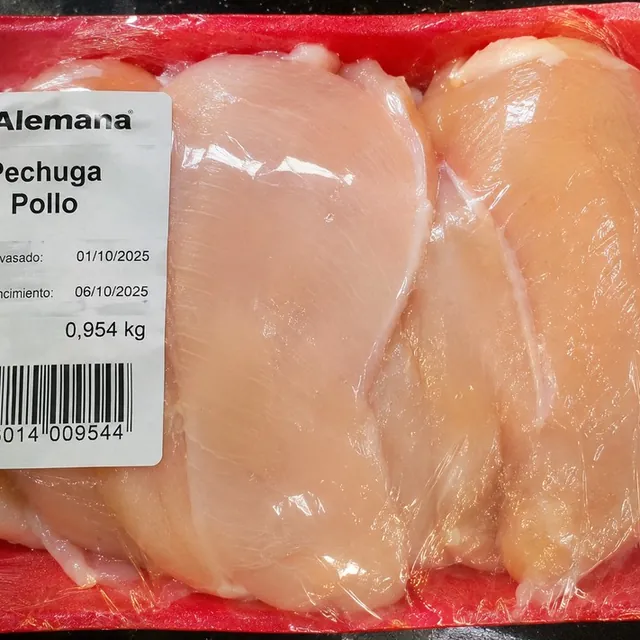 Alemana®
Pechuga
Pollo
vasado: 01/10/2025
ncimiento: 06/10/2025
0,954 kg
014 009544